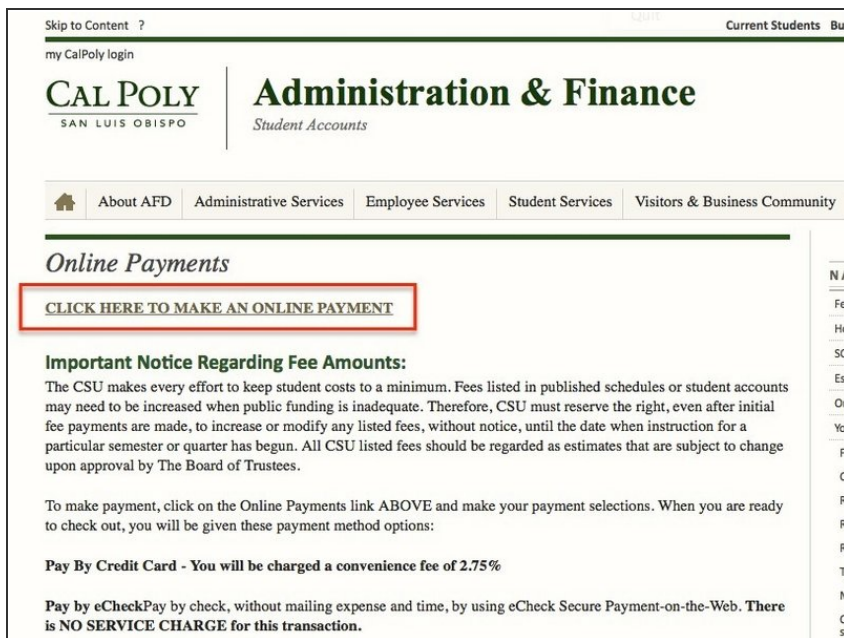 Skip to Content ?
Quit
Current Students Bu
my CalPoly login
CAL POLY
SAN LUIS OBISPO
Administration & Finance
Student Accounts
About AFD
Administrative Services
Employee Services
Student Services
Visitors & Business Community
Online Payments
CLICK HERE TO MAKE AN ONLINE PAYMENT
Important Notice Regarding Fee Amounts:
The CSU makes every effort to keep student costs to a minimum. Fees listed in published schedules or student accounts
may need to be increased when public funding is inadequate. Therefore, CSU must reserve the right, even after initial
fee payments are made, to increase or modify any listed fees, without notice, until the date when instruction for a
particular semester or quarter has begun. All CSU listed fees should be regarded as estimates that are subject to change
upon approval by The Board of Trustees.
To make payment, click on the Online Payments link ABOVE and make your payment selections. When you are ready
to check out, you will be given these payment method options:
Pay By Credit Card - You will be charged a convenience fee of 2.75%
Pay by eCheckPay by check, without mailing expense and time, by using eCheck Secure Payment-on-the-Web. There
is NO SERVICE CHARGE for this transaction.